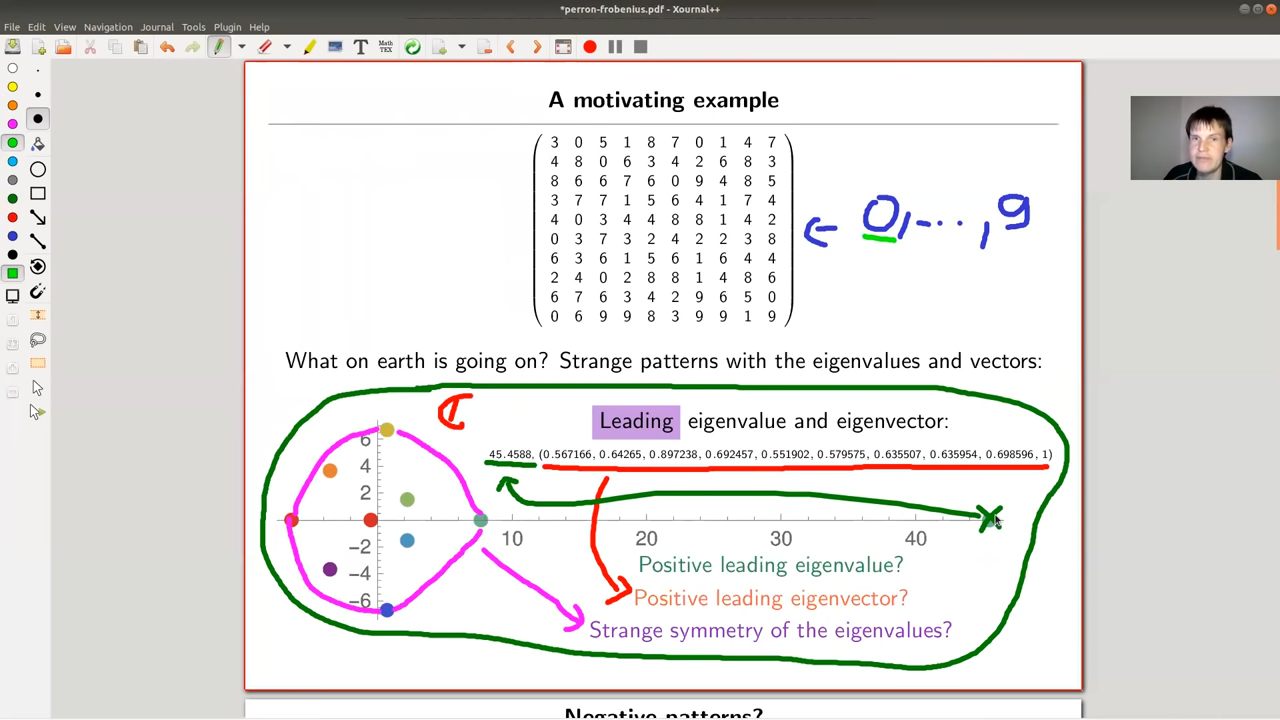 *perron-frobenius.pdf - Xournal++
File Edit View Navigation Journal Tools Plugin Help
T Math TEX
A motivating example
3 0 5 1 8 7 0 1 4 7
4 8 0 6 3 4 2 6 8 3
8 6 6 7 6 0 9 4 8 5
3 7 7 1 5 6 4 1 7 4
4 0 3 4 4 8 8 1 4 2
0 3 7 3 2 4 2 2 3 8
6 3 6 1 5 6 1 6 4 4
2 4 0 2 8 8 1 4 8 6
6 7 6 3 4 2 9 6 5 0
0 6 9 9 8 3 9 9 1 9
← 0,...,9
What on earth is going on? Strange patterns with the eigenvalues and vectors:
ℂ
Leading eigenvalue and eigenvector:
45.4588, (0.567166, 0.64265, 0.897238, 0.692457, 0.551902, 0.579575, 0.635507, 0.635954, 0.698596, 1)
6
4
2
-2
-4
-6
10 20 30 40
Positive leading eigenvalue?
Positive leading eigenvector?
Strange symmetry of the eigenvalues?
Negative patterns?